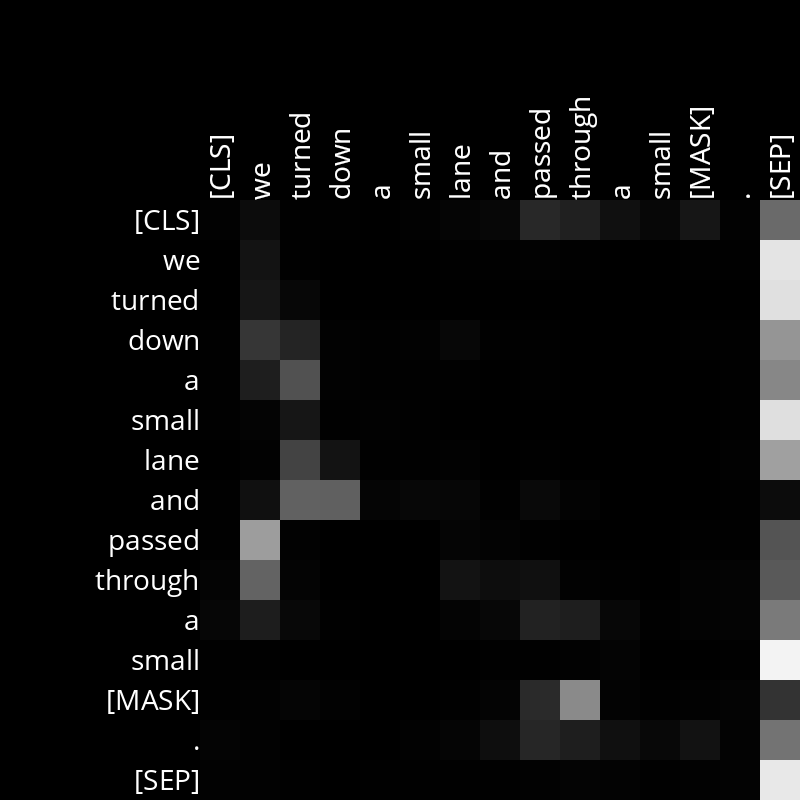 [CLS] we turned down a small lane and passed through a small [MASK] . [SEP]
[CLS]
we
turned
down
a
small
lane
and
passed
through
a
small
[MASK]
.
[SEP]